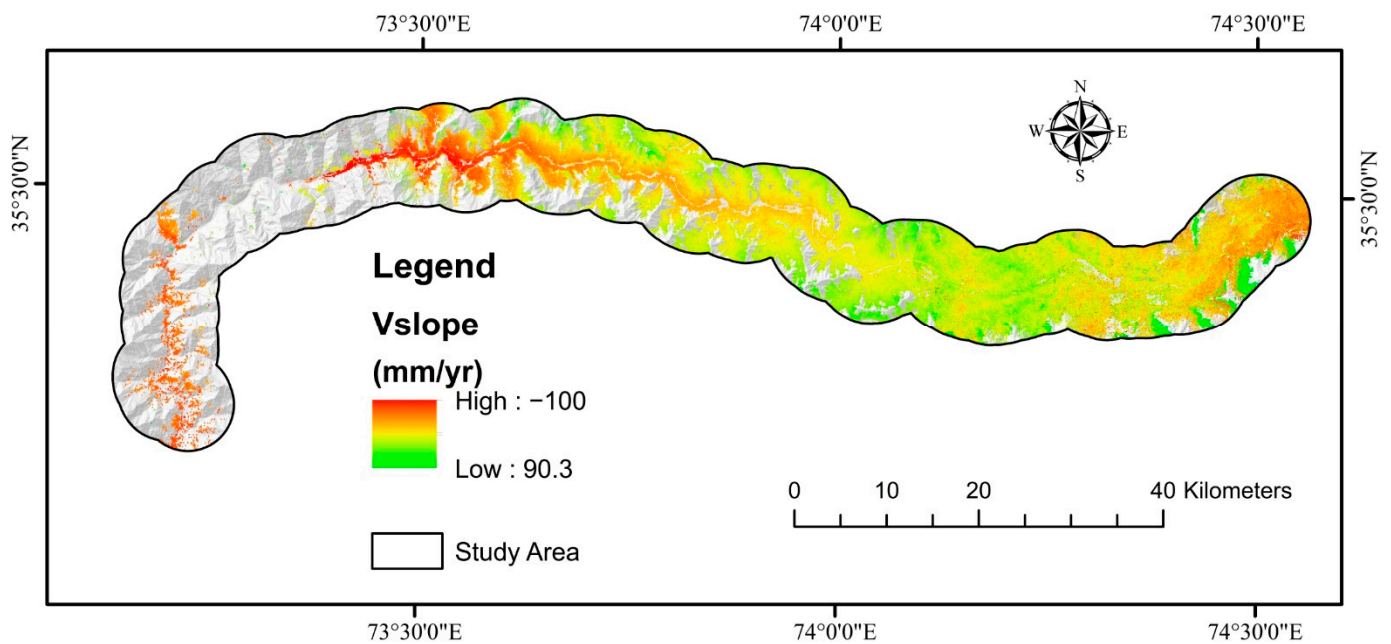 73°30'0"E 74°0'0"E 74°30'0"E
N
W E
S
35°30'0"N
35°30'0"N
Legend
Vslope
(mm/yr)
High : −100
Low : 90.3
0 10 20 40 Kilometers
Study Area
73°30'0"E 74°0'0"E 74°30'0"E